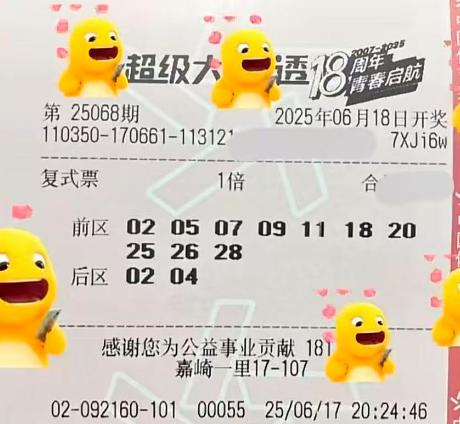 超级大 透 18 2007-2025
周年
青春启航
第 25068期 2025年06月18日开奖
110350-170661-113121 7XJi6w
复式票 1倍 合
前区 02 05 07 09 11 18 20
25 26 28
后区 02 04
感谢您为公益事业贡献 181
嘉崎一里17-107
02-092160-101 00055 25/06/17 20:24:46